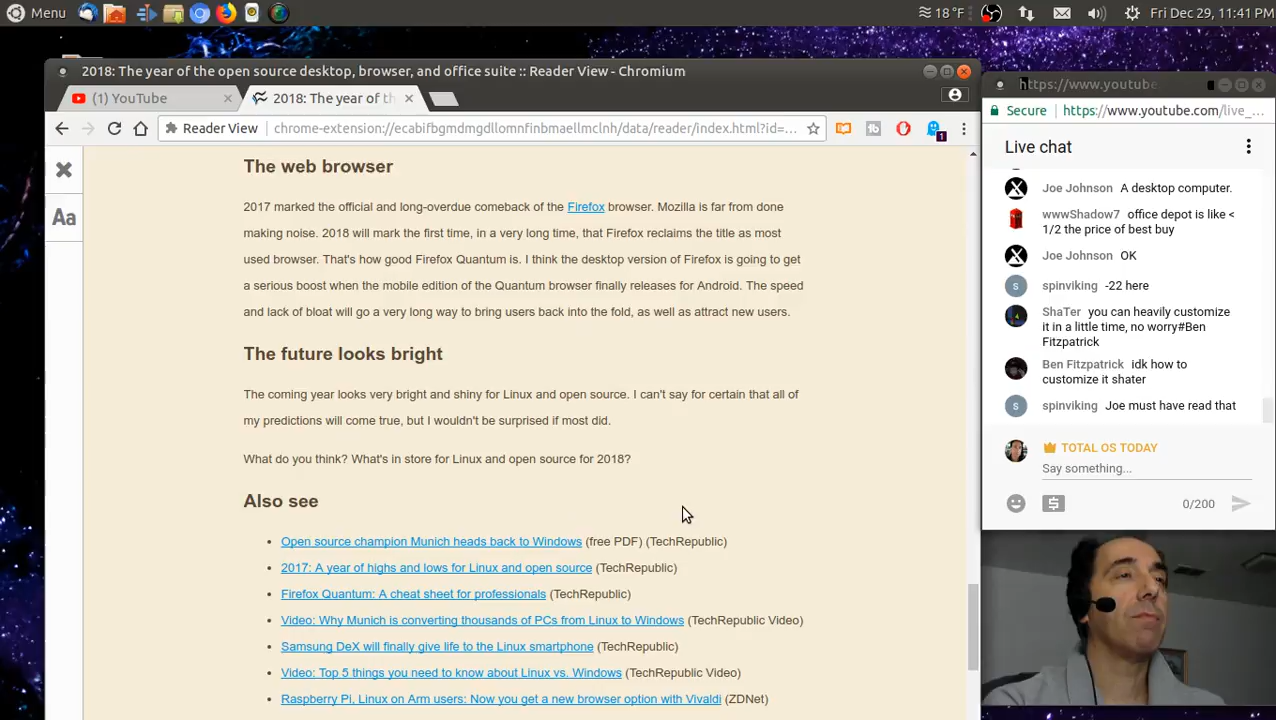 Menu
18 °F
Fri Dec 29, 11:41 PM
2018: The year of the open source desktop, browser, and office suite :: Reader View - Chromium
(1) YouTube
2018: The year of th
Reader View
chrome-extension://ecabifbgmdmgdllomnfinbmaellmclnh/data/reader/index.html?id=...
1
Aa
The web browser
2017 marked the official and long-overdue comeback of the Firefox browser. Mozilla is far from done
making noise. 2018 will mark the first time, in a very long time, that Firefox reclaims the title as most
used browser. That's how good Firefox Quantum is. I think the desktop version of Firefox is going to get
a serious boost when the mobile edition of the Quantum browser finally releases for Android. The speed
and lack of bloat will go a very long way to bring users back into the fold, as well as attract new users.
The future looks bright
The coming year looks very bright and shiny for Linux and open source. I can't say for certain that all of
my predictions will come true, but I wouldn't be surprised if most did.
What do you think? What's in store for Linux and open source for 2018?
Also see
Open source champion Munich heads back to Windows (free PDF) (TechRepublic)
2017: A year of highs and lows for Linux and open source (TechRepublic)
Firefox Quantum: A cheat sheet for professionals (TechRepublic)
Video: Why Munich is converting thousands of PCs from Linux to Windows (TechRepublic Video)
Samsung DeX will finally give life to the Linux smartphone (TechRepublic)
Video: Top 5 things you need to know about Linux vs. Windows (TechRepublic Video)
Raspberry Pi, Linux on Arm users: Now you get a new browser option with Vivaldi (ZDNet)
https://www.youtube
Secure
https://www.youtube.com/live_...
Live chat
Joe Johnson A desktop computer.
wwwShadow7 office depot is like <
1/2 the price of best buy
Joe Johnson OK
spinviking -22 here
ShaTer you can heavily customize
it in a little time, no worry#Ben
Fitzpatrick
Ben Fitzpatrick idk how to
customize it shater
spinviking Joe must have read that
TOTAL OS TODAY
Say something...
0/200